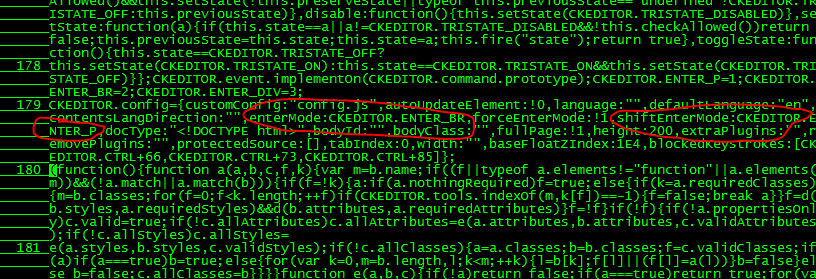 Allowed()&&this.setState(!this.preserveState||typeof this.previousState=="undefined"?CKEDITOR.TR
ISTATE_OFF:this.previousState)},disable:function(){this.setState(CKEDITOR.TRISTATE_DISABLED)},se
tState:function(a){if(this.state==a||a!=CKEDITOR.TRISTATE_DISABLED&&!this.checkAllowed())return
false;this.previousState=this.state;this.state=a;this.fire("state");return true},toggleState:fun
ction(){this.state==CKEDITOR.TRISTATE_OFF?
178 this.setState(CKEDITOR.TRISTATE_ON):this.state==CKEDITOR.TRISTATE_ON&&this.setState(CKEDITOR.TRI
STATE_OFF)}};CKEDITOR.event.implementOn(CKEDITOR.command.prototype);CKEDITOR.ENTER_P=1;CKEDITOR.
ENTER_BR=2;CKEDITOR.ENTER_DIV=3;
179 CKEDITOR.config={customConfig:"config.js",autoUpdateElement:!0,language:"",defaultLanguage:"en",
contentsLangDirection:"",enterMode:CKEDITOR.ENTER_BR,forceEnterMode:!1,shiftEnterMode:CKEDITOR.E
NTER_P,docType:"<!DOCTYPE html>",bodyId:"",bodyClass:"",fullPage:!1,height:200,extraPlugins:"",r
emovePlugins:"",protectedSource:[],tabIndex:0,width:"",baseFloatZIndex:1E4,blockedKeystrokes:[CK
EDITOR.CTRL+66,CKEDITOR.CTRL+73,CKEDITOR.CTRL+85]};
180 (function(){function a(a,b,c,f,k){var m=b.name;if((f||typeof a.elements!="function"||a.elements(
m))&&(!a.match||a.match(b))){if(f=!k){a:if(a.nothingRequired)f=true;else{if(k=a.requiredClasses)
{m=b.classes;for(f=0;f<k.length;++f)if(CKEDITOR.tools.indexOf(m,k[f])==-1){f=false;break a}}f=d(
b.styles,a.requiredStyles)&&d(b.attributes,a.requiredAttributes)}f=!f}if(!f){if(!a.propertiesOnl
y)c.valid=true;if(!c.allAttributes)c.allAttributes=e(a.attributes,b.attributes,c.validAttributes
);if(!c.allStyles)c.allStyles=
181 e(a.styles,b.styles,c.validStyles);if(!c.allClasses){a=a.classes;b=b.classes;f=c.validClasses;if
(a)if(a===true)b=true;else{for(var k=0,m=b.length,l;k<m;++k){l=b[k];f[l]||(f[l]=a(l))}b=false}el
se b=false;c.allClasses=b}}}}function e(a,b,c){if(!a)return false;if(a===true)return true;for(va